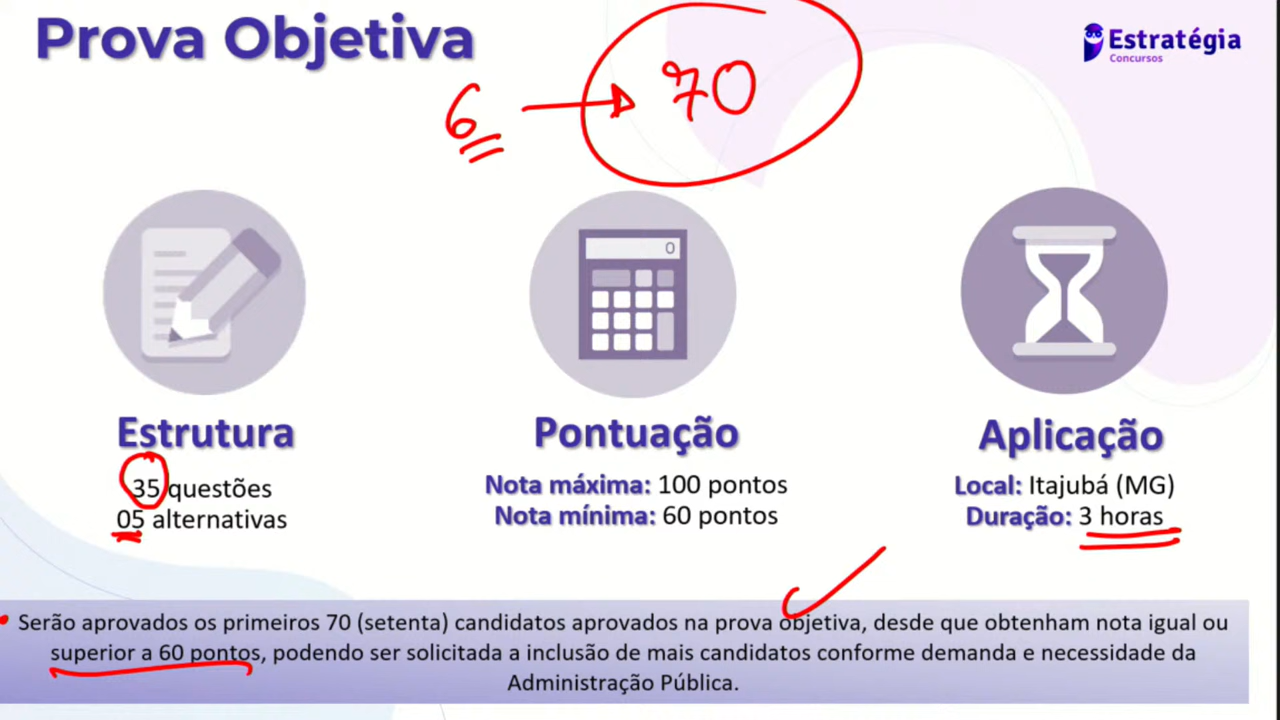 Prova Objetiva
Estratégia
Concursos
6 → 70
0
Estrutura
35 questões
05 alternativas
Pontuação
Nota máxima: 100 pontos
Nota mínima: 60 pontos
Aplicação
Local: Itajubá (MG)
Duração: 3 horas
Serão aprovados os primeiros 70 (setenta) candidatos aprovados na prova objetiva, desde que obtenham nota igual ou
superior a 60 pontos, podendo ser solicitada a inclusão de mais candidatos conforme demanda e necessidade da
Administração Pública.